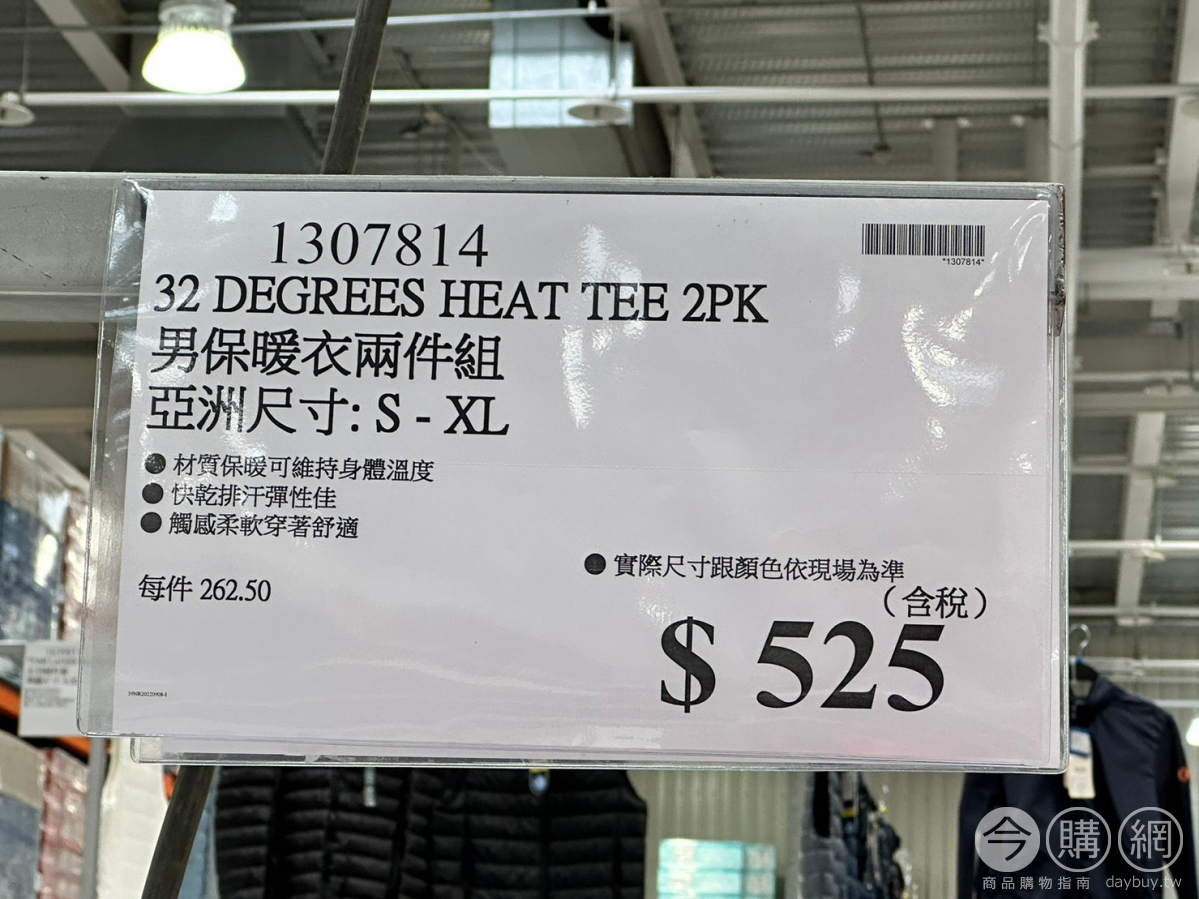 1307814
*1307814*
32 DEGREES HEAT TEE 2PK
男保暖衣兩件組
亞洲尺寸: S - XL
● 材質保暖可維持身體溫度
● 快乾排汗彈性佳
● 觸感柔軟穿著舒適
● 實際尺寸跟顏色依現場為準
每件 262.50
（含稅）
$ 525
今購網
商品購物指南 daybuy.tw